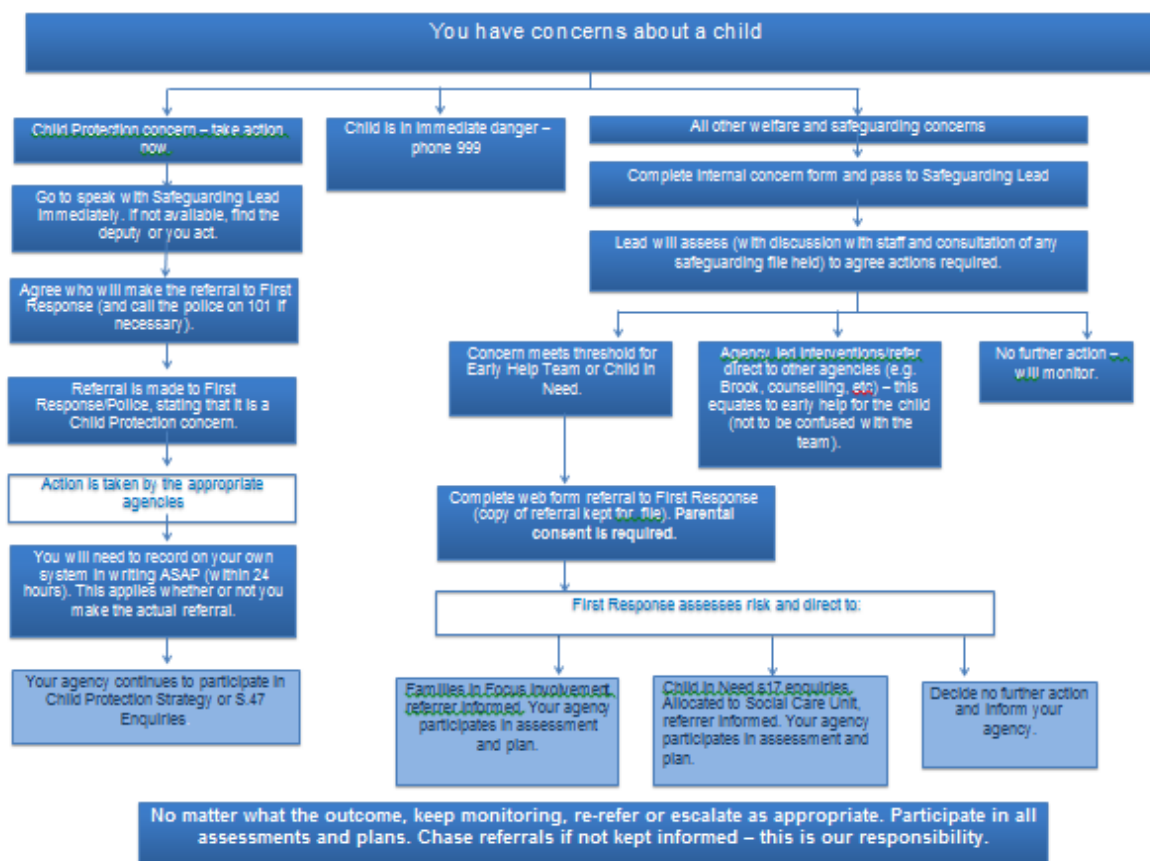 You have concerns about a child
Child Protection concern – take action
now.
Child is in immediate danger –
phone 999
All other welfare and safeguarding concerns
Go to speak with Safeguarding Lead
immediately. If not available, find the
deputy or you act.
Complete internal concern form and pass to Safeguarding Lead
Lead will assess (with discussion with staff and consultation of any
safeguarding file held) to agree actions required.
Agree who will make the referral to First
Response (and call the police on 101 if
necessary).
Concern meets threshold for
Early Help Team or Child in
Need.
Agency led interventions/refer
direct to other agencies (e.g.
Brook, counselling, etc) – this
equates to early help for the child
(not to be confused with the
team).
No further action –
will monitor.
Referral is made to First
Response/Police, stating that it is a
Child Protection concern.
Action is taken by the appropriate
agencies
Complete web form referral to First Response
(copy of referral kept for file). Parental
consent is required.
You will need to record on your own
system in writing ASAP (within 24
hours). This applies whether or not you
make the actual referral.
First Response assesses risk and direct to:
Your agency continues to participate in
Child Protection Strategy or S.47
Enquiries
Families in Focus involvement,
referrer informed. Your agency
participates in assessment
and plan.
Child in Need s17 enquiries.
Allocated to Social Care Unit,
referrer informed. Your agency
participates in assessment and
plan.
Decide no further action
and inform your
agency.
No matter what the outcome, keep monitoring, re-refer or escalate as appropriate. Participate in all
assessments and plans. Chase referrals if not kept informed – this is our responsibility.